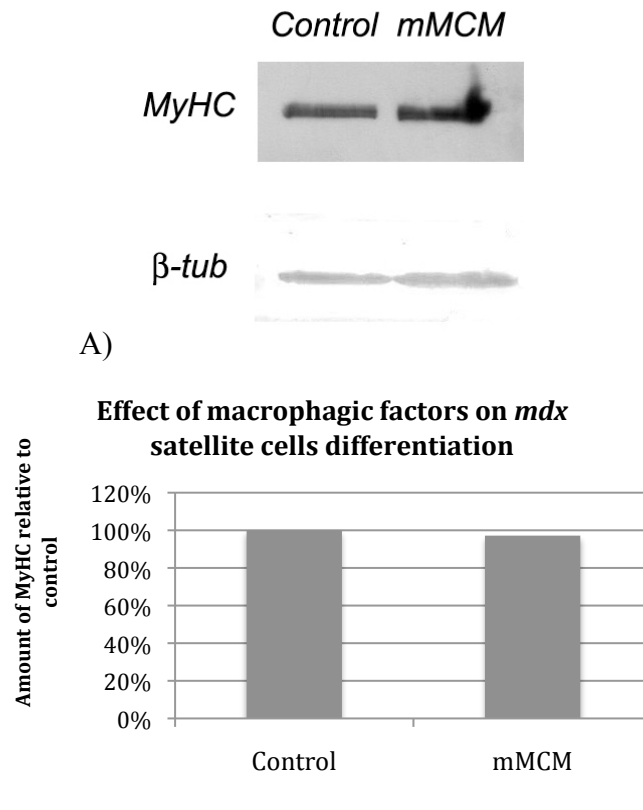 Control mMCM
MyHC
β-tub
A)
Effect of macrophagic factors on mdx
satellite cells differentiation
Amount of MyHC relative to
control
120%
100%
80%
60%
40%
20%
0%
Control mMCM